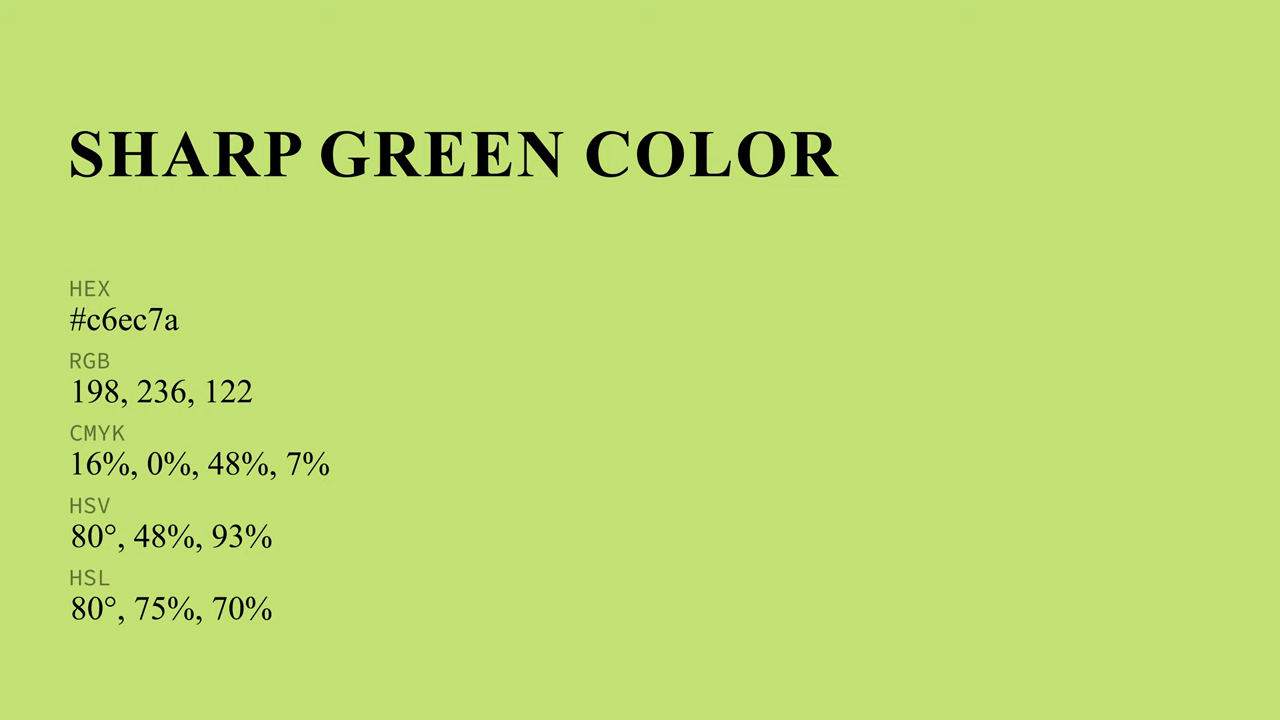 SHARP GREEN COLOR
HEX
#c6ec7a
RGB
198, 236, 122
CMYK
16%, 0%, 48%, 7%
HSV
80°, 48%, 93%
HSL
80°, 75%, 70%